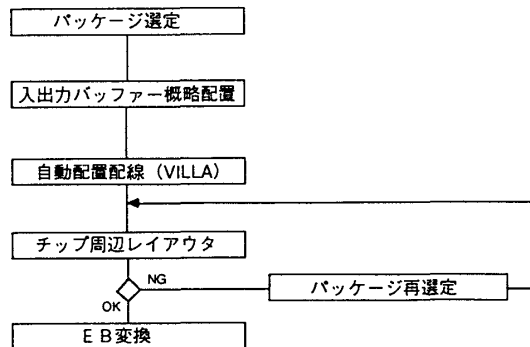 パッケージ選定
入出力バッファー概略配置
自動配置配線（VILLA）
チップ周辺レイアウタ
NG
パッケージ再選定
OK
ＥＢ変換